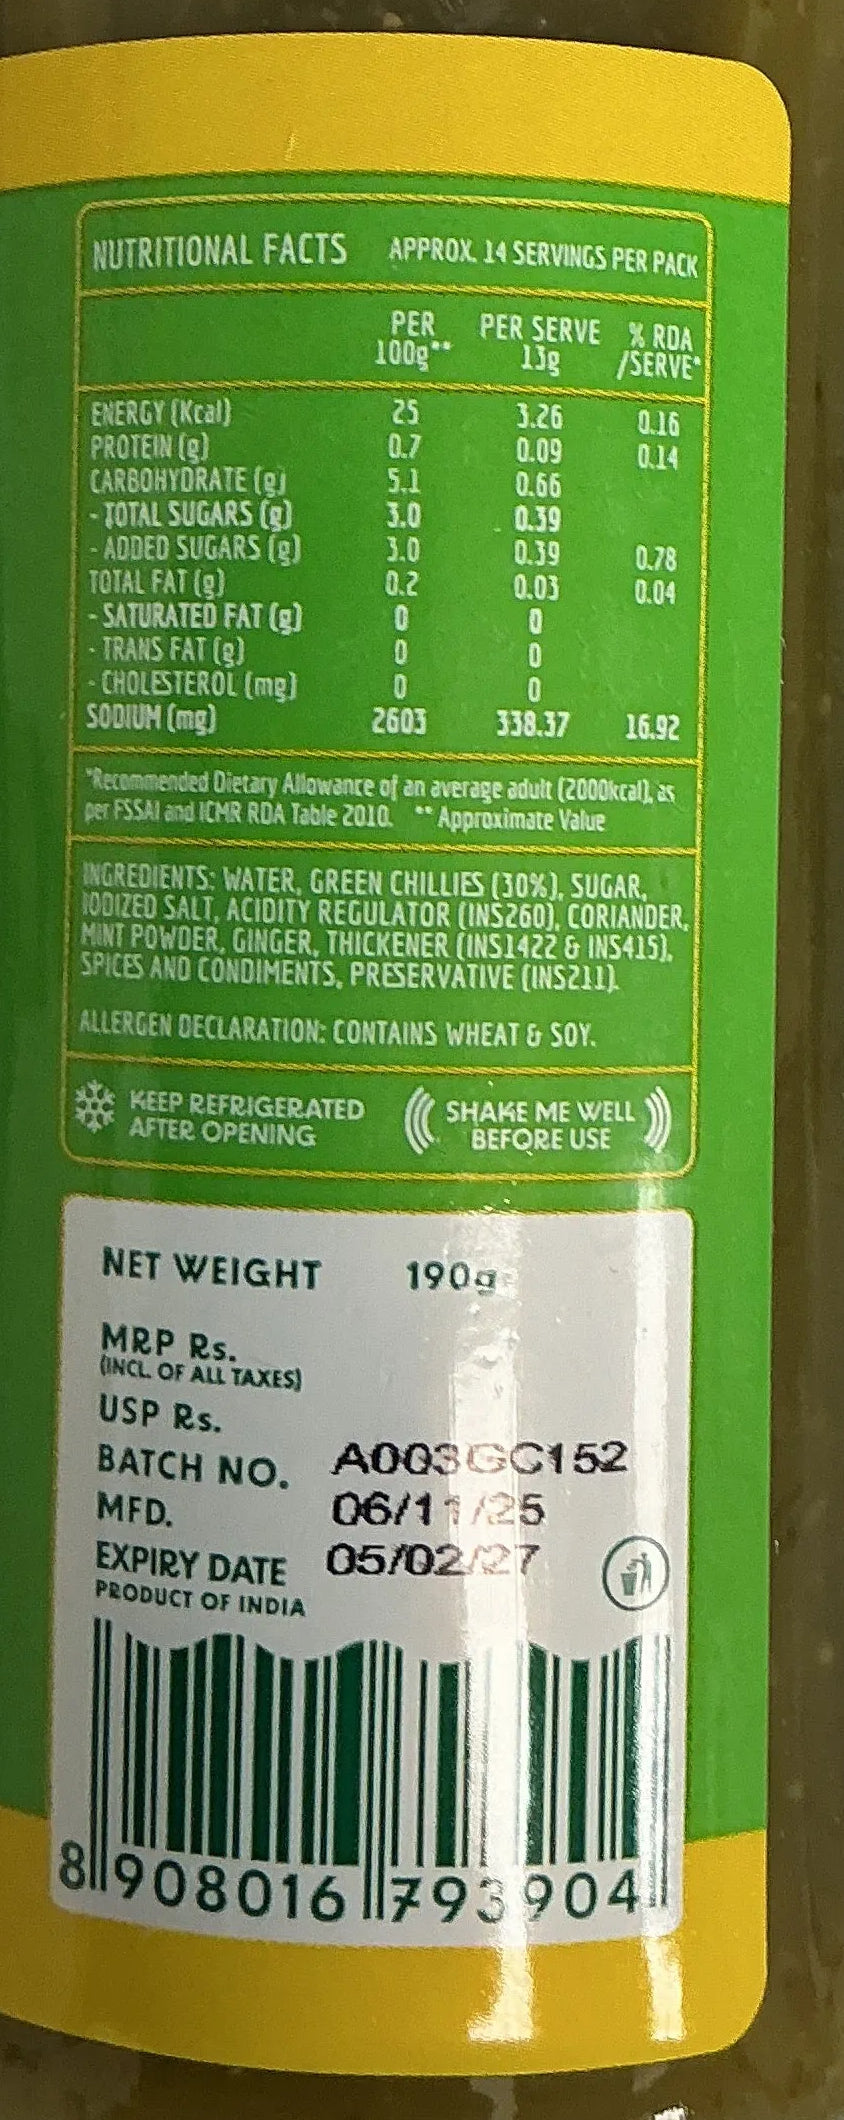 NUTRITIONAL FACTS APPROX. 14 SERVINGS PER PACK
PER PER SERVE % RDA
100g** 13g /SERVE*
ENERGY (Kcal) 25 3.26 0.16
PROTEIN (g) 0.7 0.09 0.14
CARBOHYDRATE (g) 5.1 0.66
- TOTAL SUGARS (g) 3.0 0.39
- ADDED SUGARS (g) 3.0 0.39 0.78
TOTAL FAT (g) 0.2 0.03 0.04
- SATURATED FAT (g) 0 0
- TRANS FAT (g) 0 0
- CHOLESTEROL (mg) 0 0
SODIUM (mg) 2603 338.37 16.92
*Recommended Dietary Allowance of an average adult (2000kcal), as
per FSSAI and ICMR RDA Table 2010. ** Approximate Value
INGREDIENTS: WATER, GREEN CHILLIES (30%), SUGAR,
IODIZED SALT, ACIDITY REGULATOR (INS260), CORIANDER,
MINT POWDER, GINGER, THICKENER (INS1422 & INS415),
SPICES AND CONDIMENTS, PRESERVATIVE (INS211).
ALLERGEN DECLARATION: CONTAINS WHEAT & SOY.
KEEP REFRIGERATED
AFTER OPENING
SHAKE ME WELL
BEFORE USE
NET WEIGHT 190g
MRP Rs.
(INCL. OF ALL TAXES)
USP Rs.
BATCH NO. A003GC152
MFD. 06/11/25
EXPIRY DATE 05/02/27
PRODUCT OF INDIA
8 908016 793904